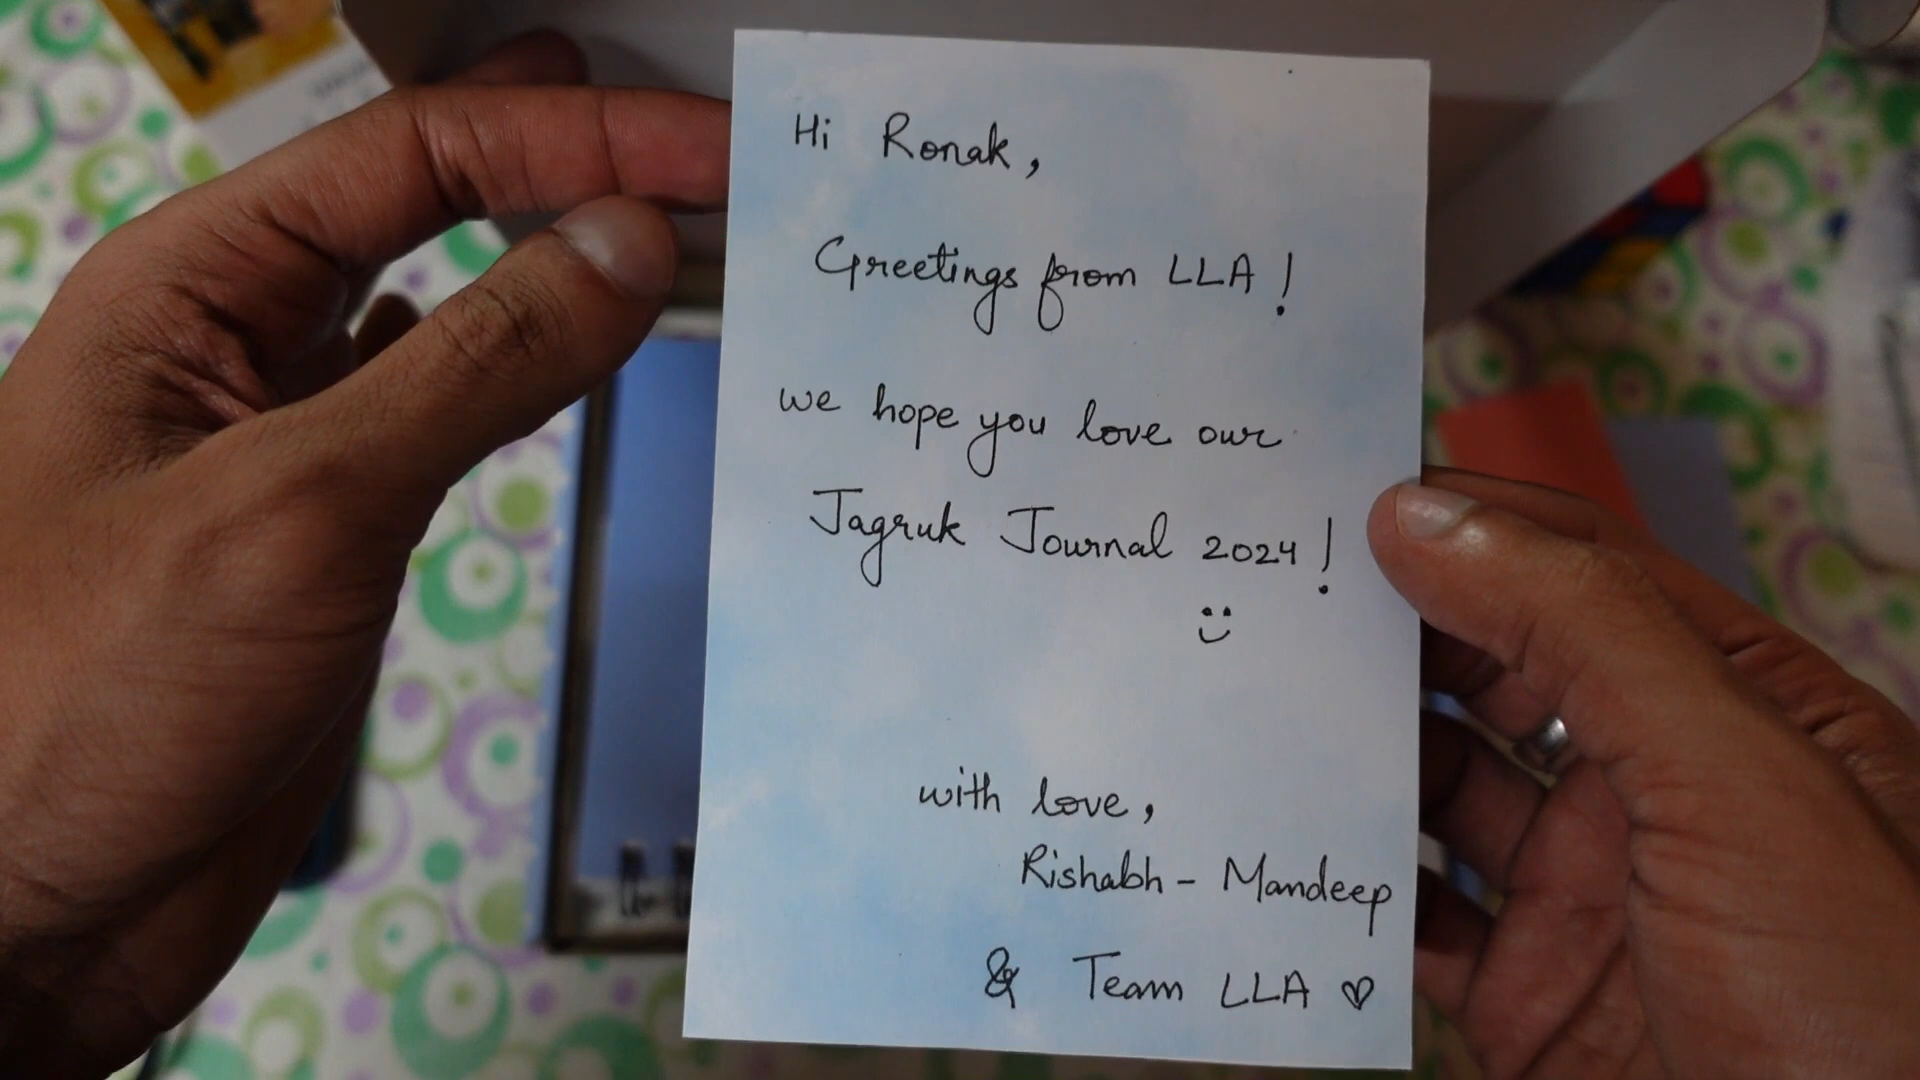 Hi Ronak,
Greetings from LLA!
we hope you love our
Jagruk Journal 2024!
with love,
Rishabh - Mandeep
& Team LLA ♡